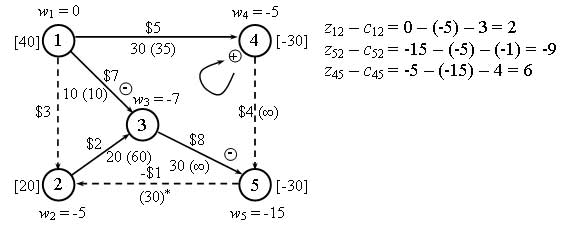 w1 = 0
w4 = -5
$5
[40] 1
30 (35)
4 [-30]
+
$7
-
10 (10)
w3 = -7
$3
3
$4 (∞)
$2
20 (60)
$8
30 (∞)
-
-$1
[20] 2
(30)*
5 [-30]
w2 = -5
w5 = -15
z12 – c12 = 0 – (-5) – 3 = 2
z52 – c52 = -15 – (-5) – (-1) = -9
z45 – c45 = -5 – (-15) – 4 = 6